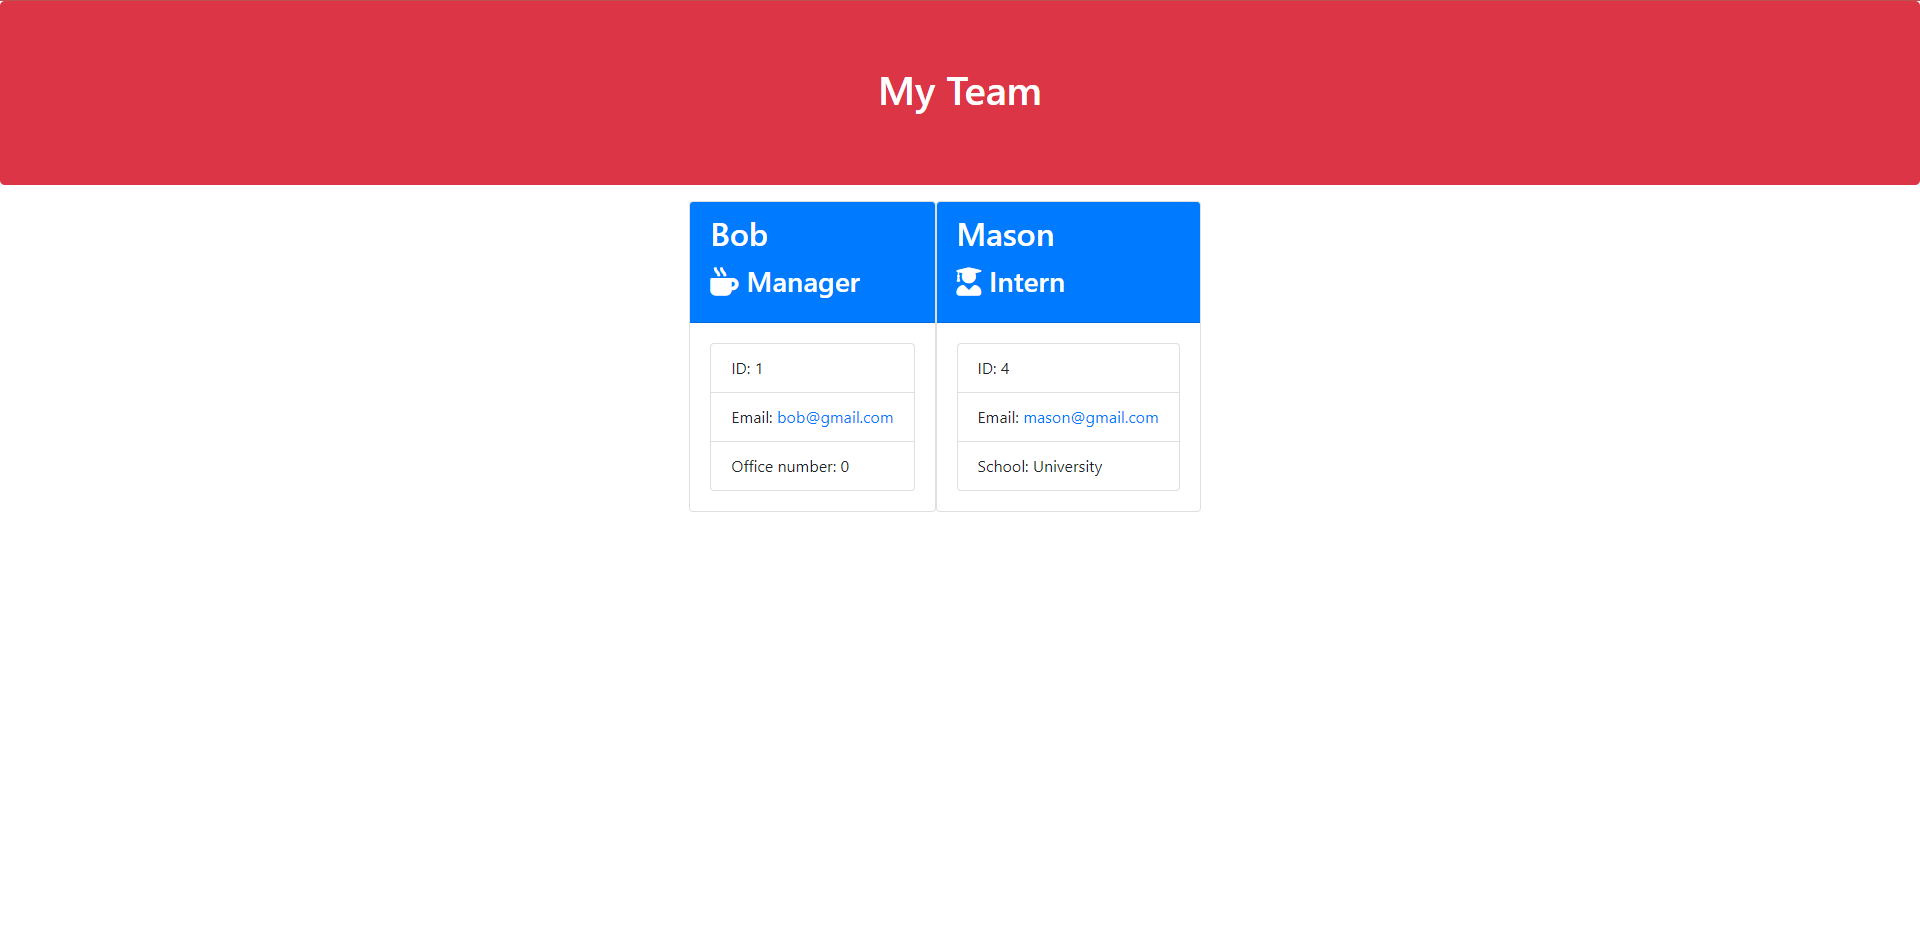 My Team
Bob
Manager
ID: 1
Email: bob@gmail.com
Office number: 0
Mason
Intern
ID: 4
Email: mason@gmail.com
School: University